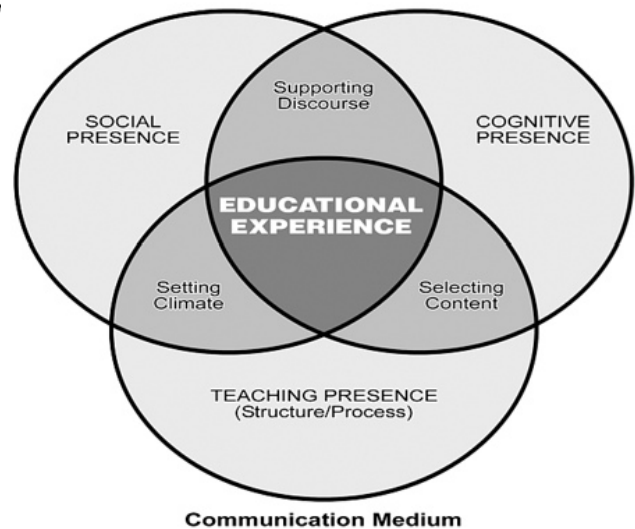 Supporting
Discourse
SOCIAL
PRESENCE
COGNITIVE
PRESENCE
EDUCATIONAL
EXPERIENCE
Setting
Climate
Selecting
Content
TEACHING PRESENCE
(Structure/Process)
Communication Medium